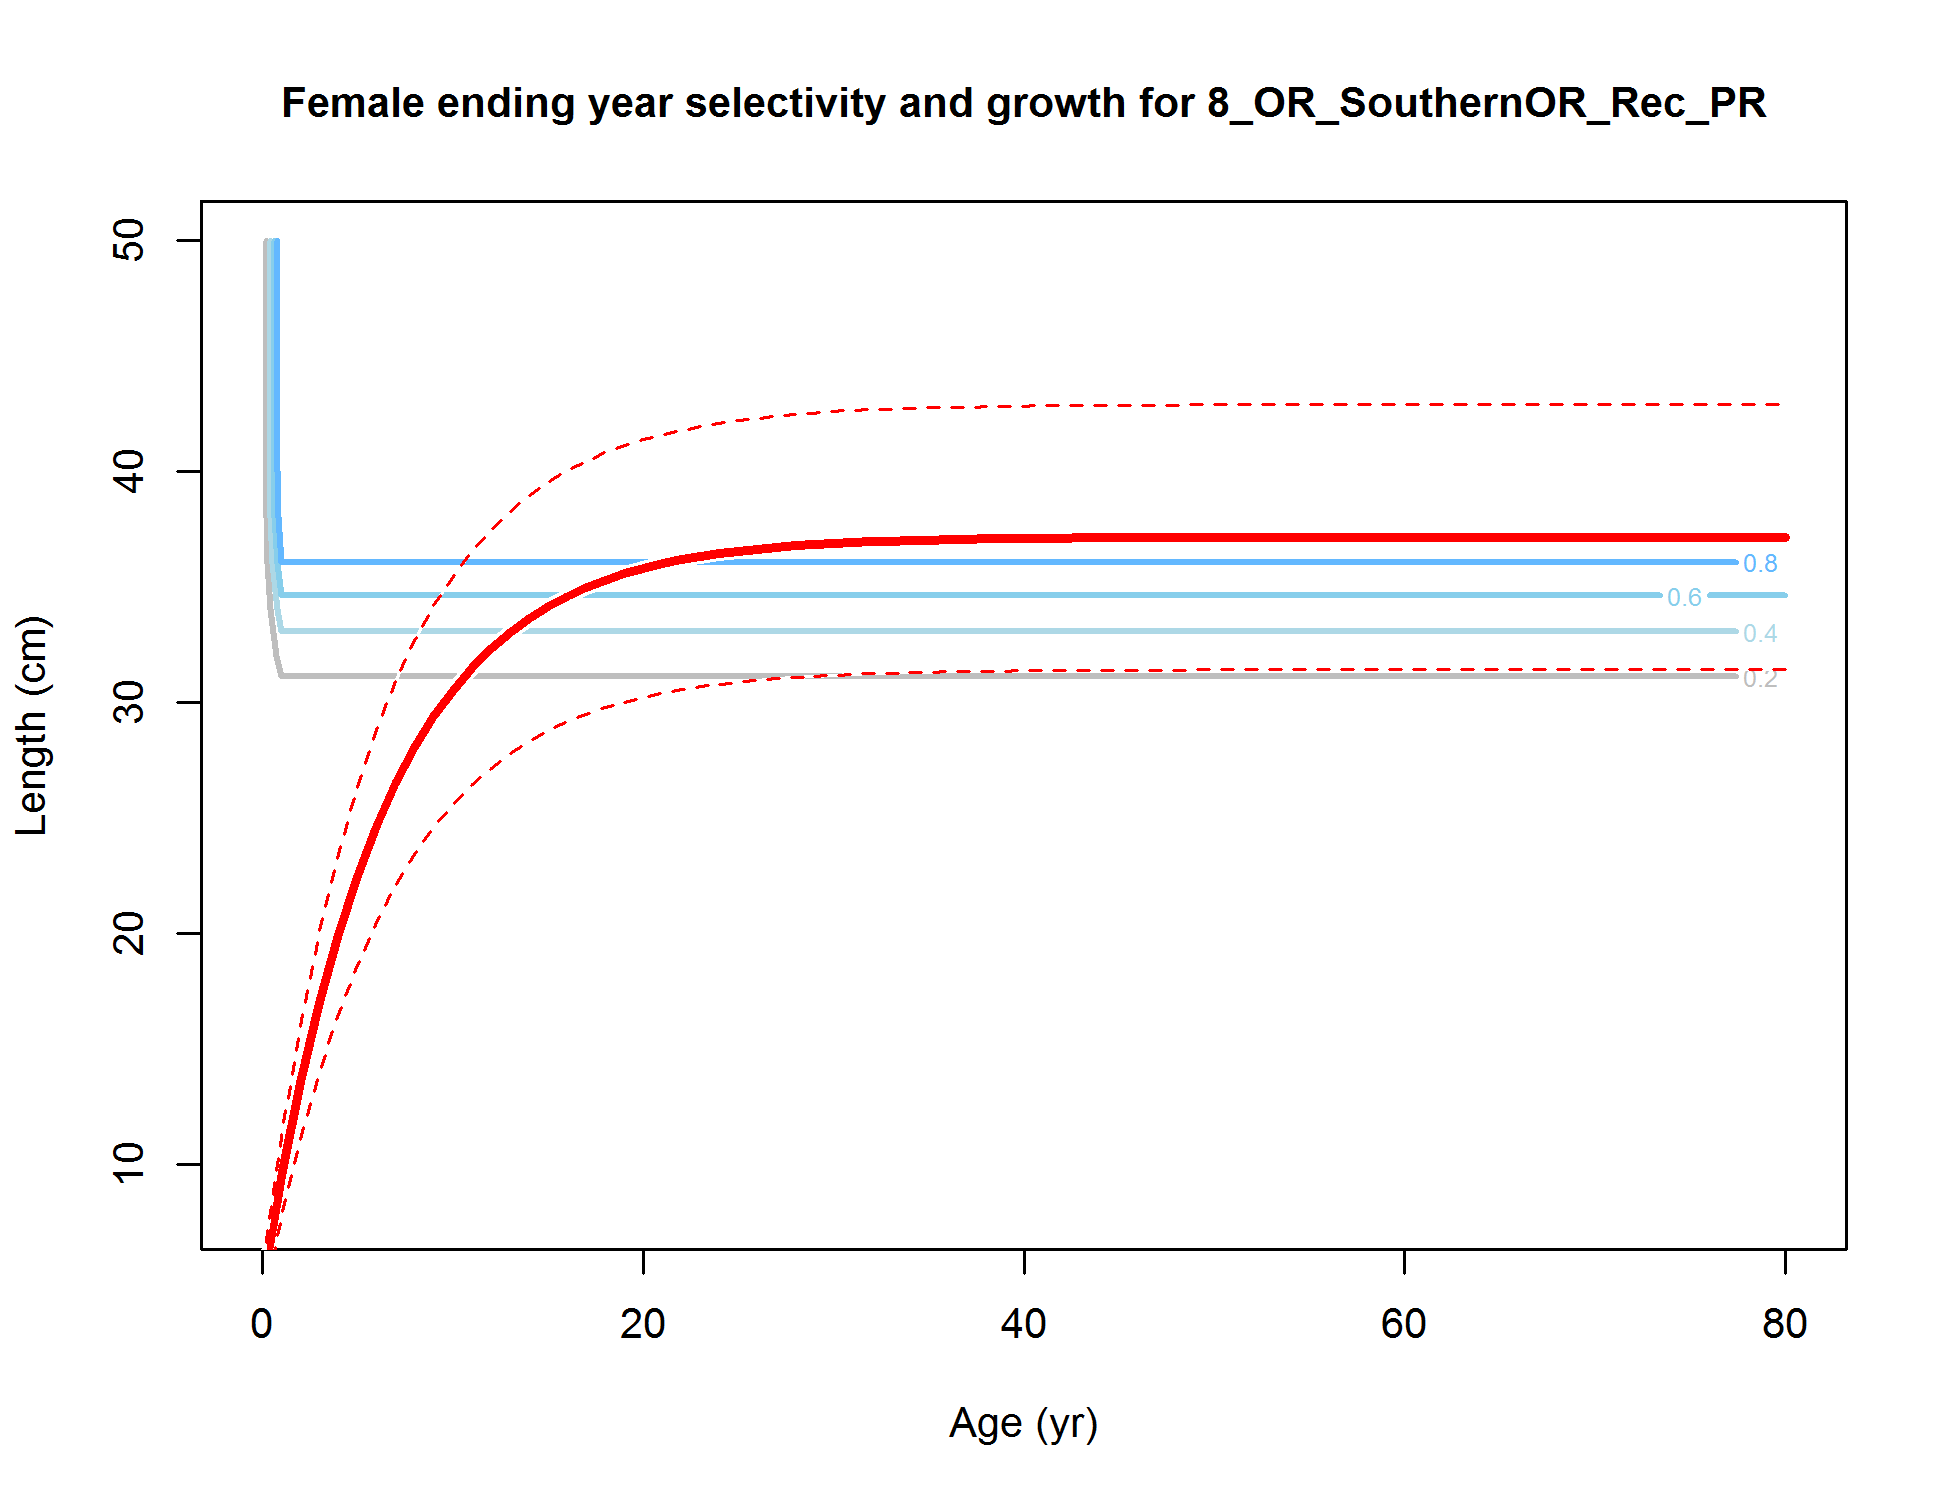 Female ending year selectivity and growth for 8_OR_SouthernOR_Rec_PR
50
40
30
20
10
Length (cm)
0.8
0.6
0.4
0.2
0 20 40 60 80
Age (yr)